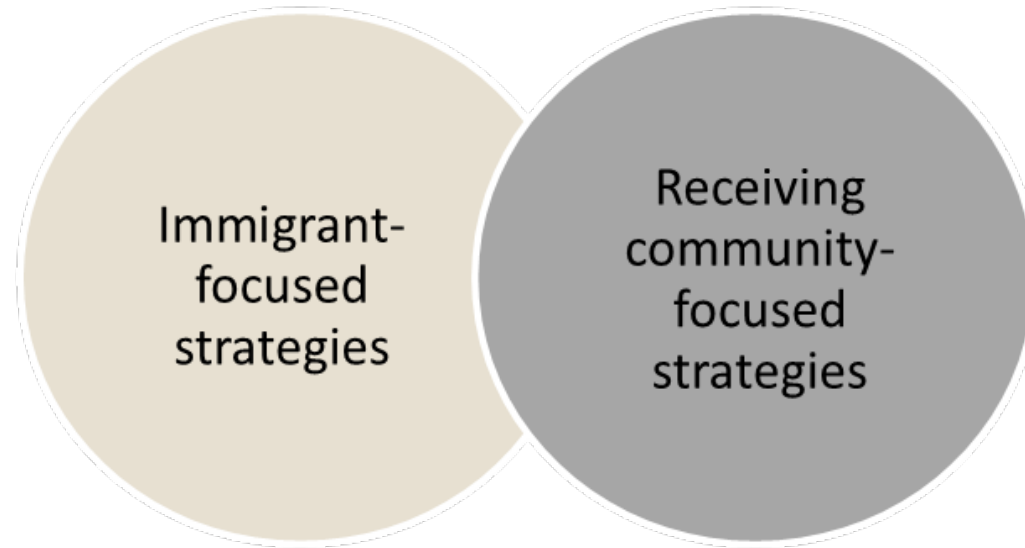 Immigrant-
focused
strategies
Receiving
community-
focused
strategies